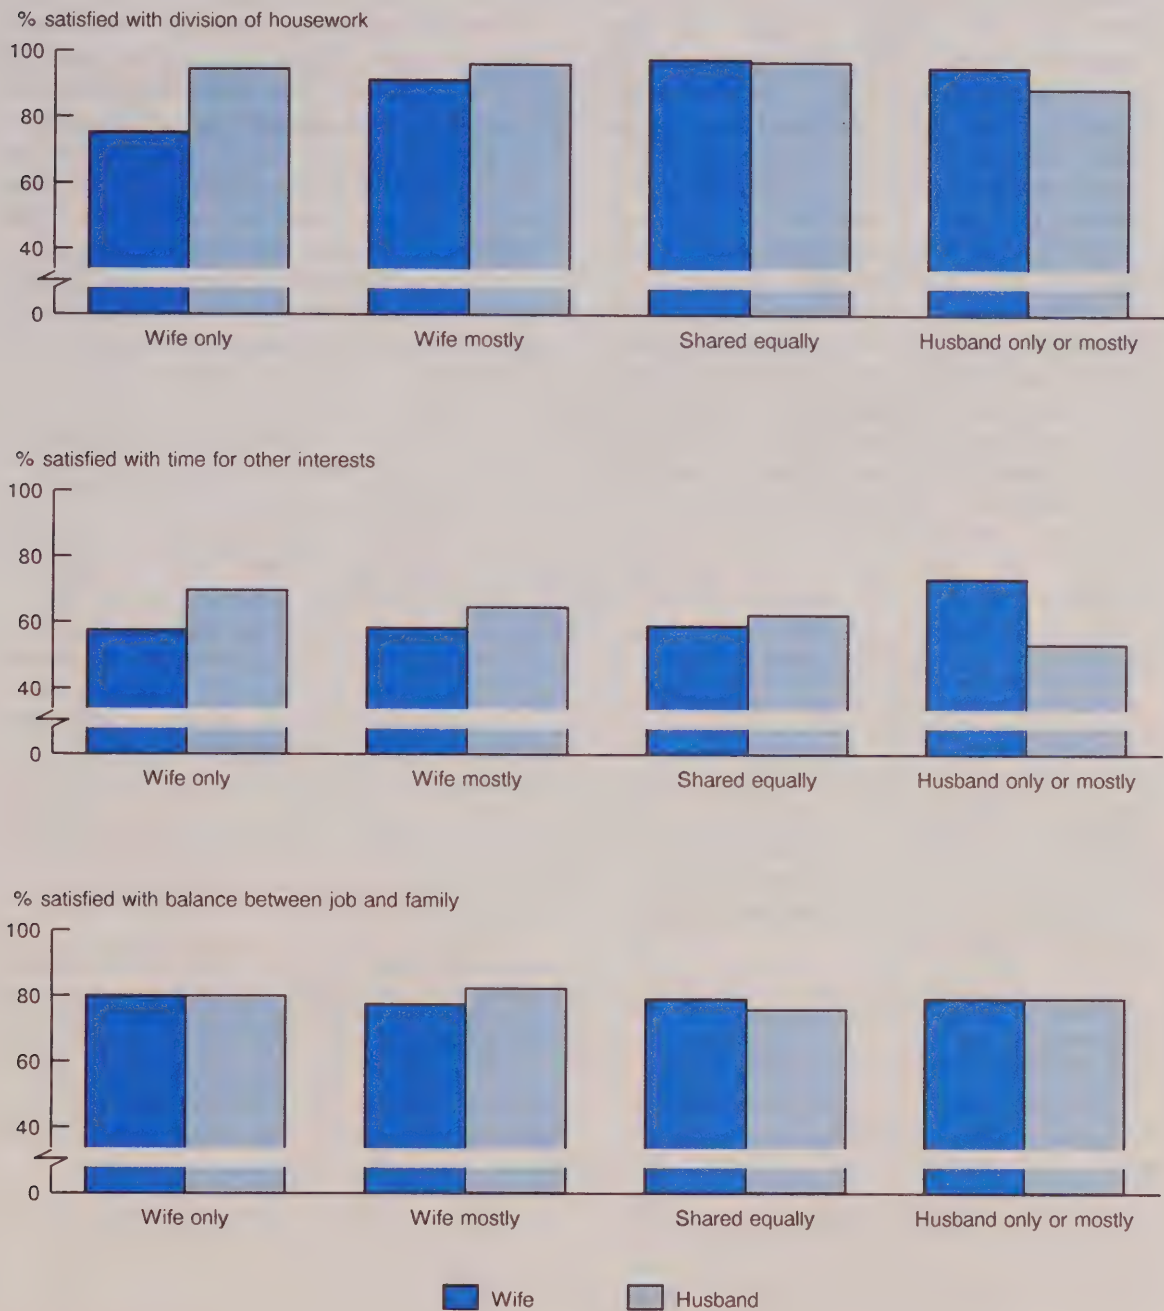 % satisfied with division of housework
100
80
60
40
0
Wife only Wife mostly Shared equally Husband only or mostly
% satisfied with time for other interests
100
80
60
40
0
Wife only Wife mostly Shared equally Husband only or mostly
% satisfied with balance between job and family
100
80
60
40
0
Wife only Wife mostly Shared equally Husband only or mostly
Wife Husband